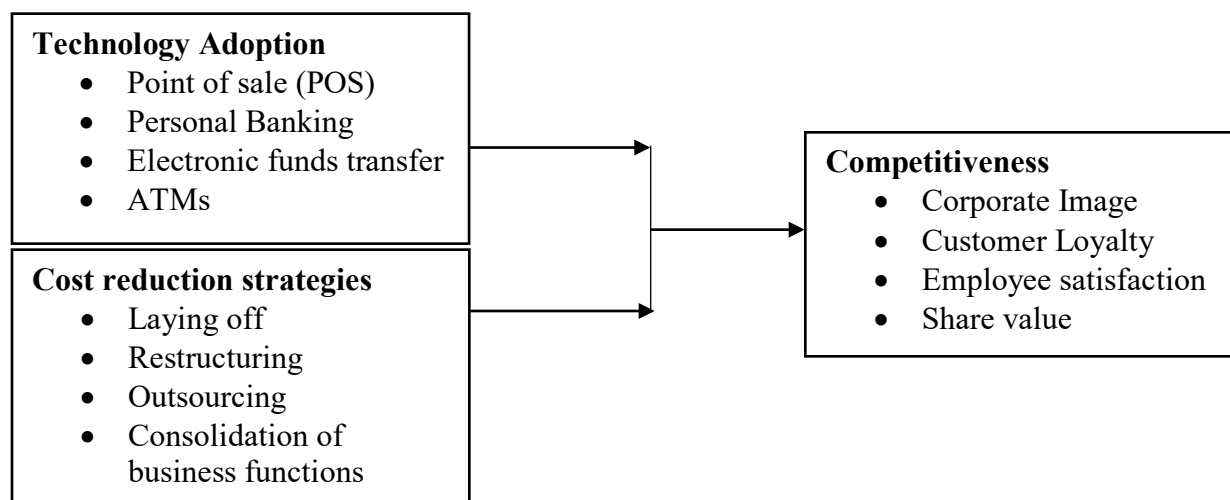 Technology Adoption
• Point of sale (POS)
• Personal Banking
• Electronic funds transfer
• ATMs
Cost reduction strategies
• Laying off
• Restructuring
• Outsourcing
• Consolidation of
business functions
Competitiveness
• Corporate Image
• Customer Loyalty
• Employee satisfaction
• Share value